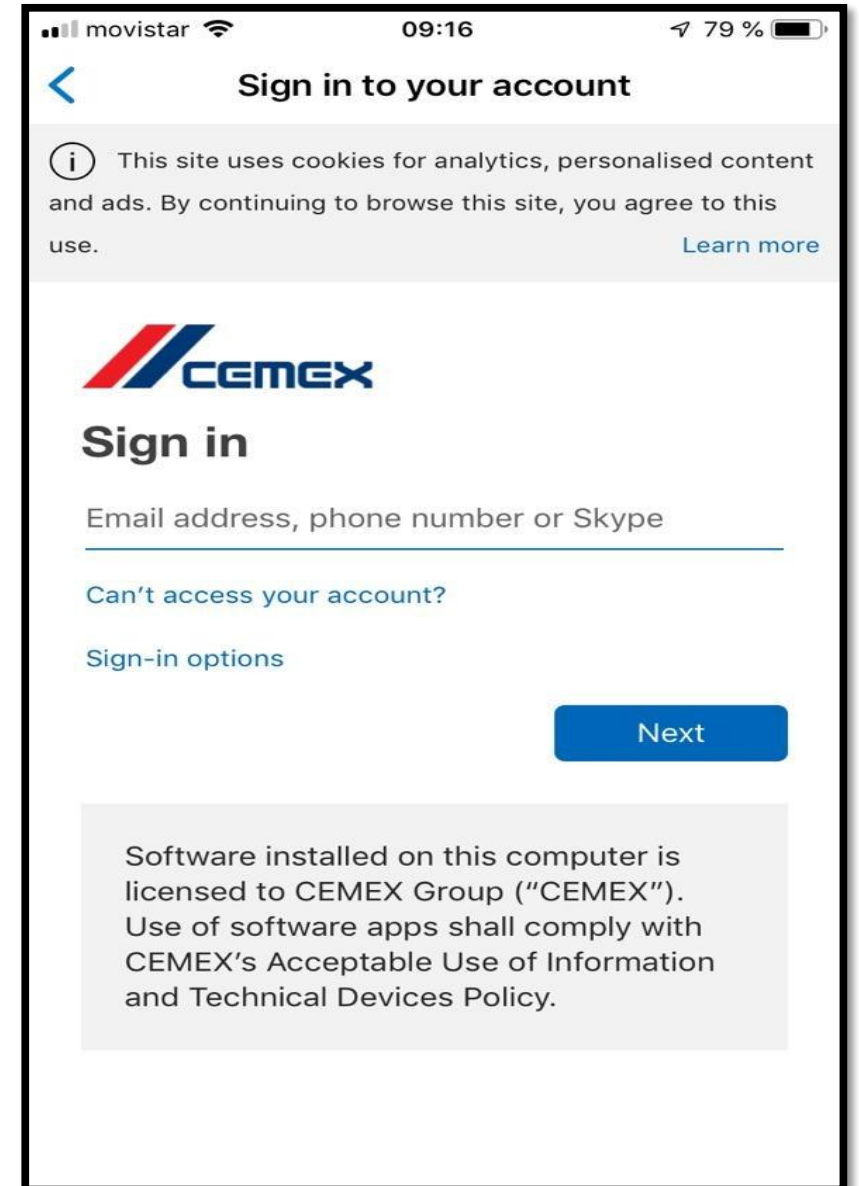 movistar 09:16 79 %
Sign in to your account
This site uses cookies for analytics, personalised content
and ads. By continuing to browse this site, you agree to this
use. Learn more
CEMEX
Sign in
Email address, phone number or Skype
Can't access your account?
Sign-in options
Next
Software installed on this computer is
licensed to CEMEX Group ("CEMEX").
Use of software apps shall comply with
CEMEX's Acceptable Use of Information
and Technical Devices Policy.